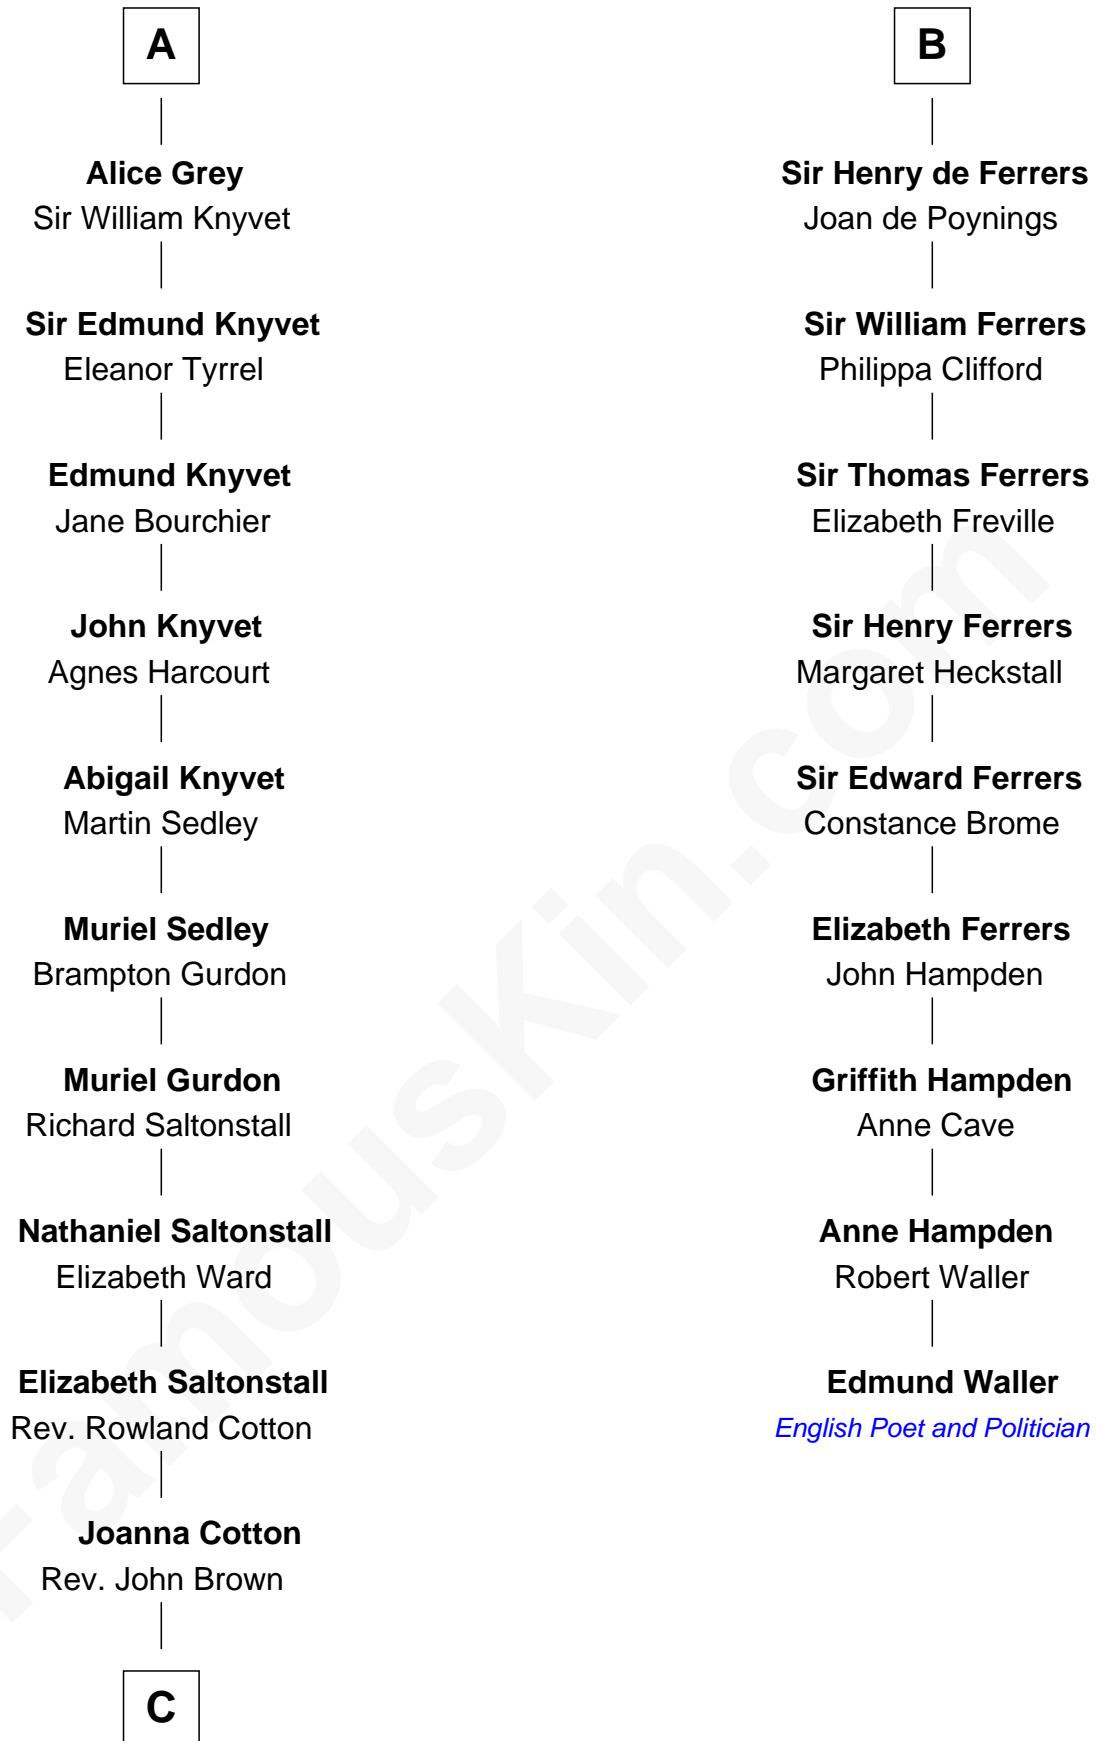 A
Alice Grey
Sir William Knyvet
Sir Edmund Knyvet
Eleanor Tyrrel
Edmund Knyvet
Jane Bourchier
John Knyvet
Agnes Harcourt
Abigail Knyvet
Martin Sedley
Muriel Sedley
Brampton Gurdon
Muriel Gurdon
Richard Saltonstall
Nathaniel Saltonstall
Elizabeth Ward
Elizabeth Saltonstall
Rev. Rowland Cotton
Joanna Cotton
Rev. John Brown
C
B
Sir Henry de Ferrers
Joan de Poynings
Sir William Ferrers
Philippa Clifford
Sir Thomas Ferrers
Elizabeth Freville
Sir Henry Ferrers
Margaret Heckstall
Sir Edward Ferrers
Constance Brome
Elizabeth Ferrers
John Hampden
Griffith Hampden
Anne Cave
Anne Hampden
Robert Waller
Edmund Waller
English Poet and Politician
FamousKin.com